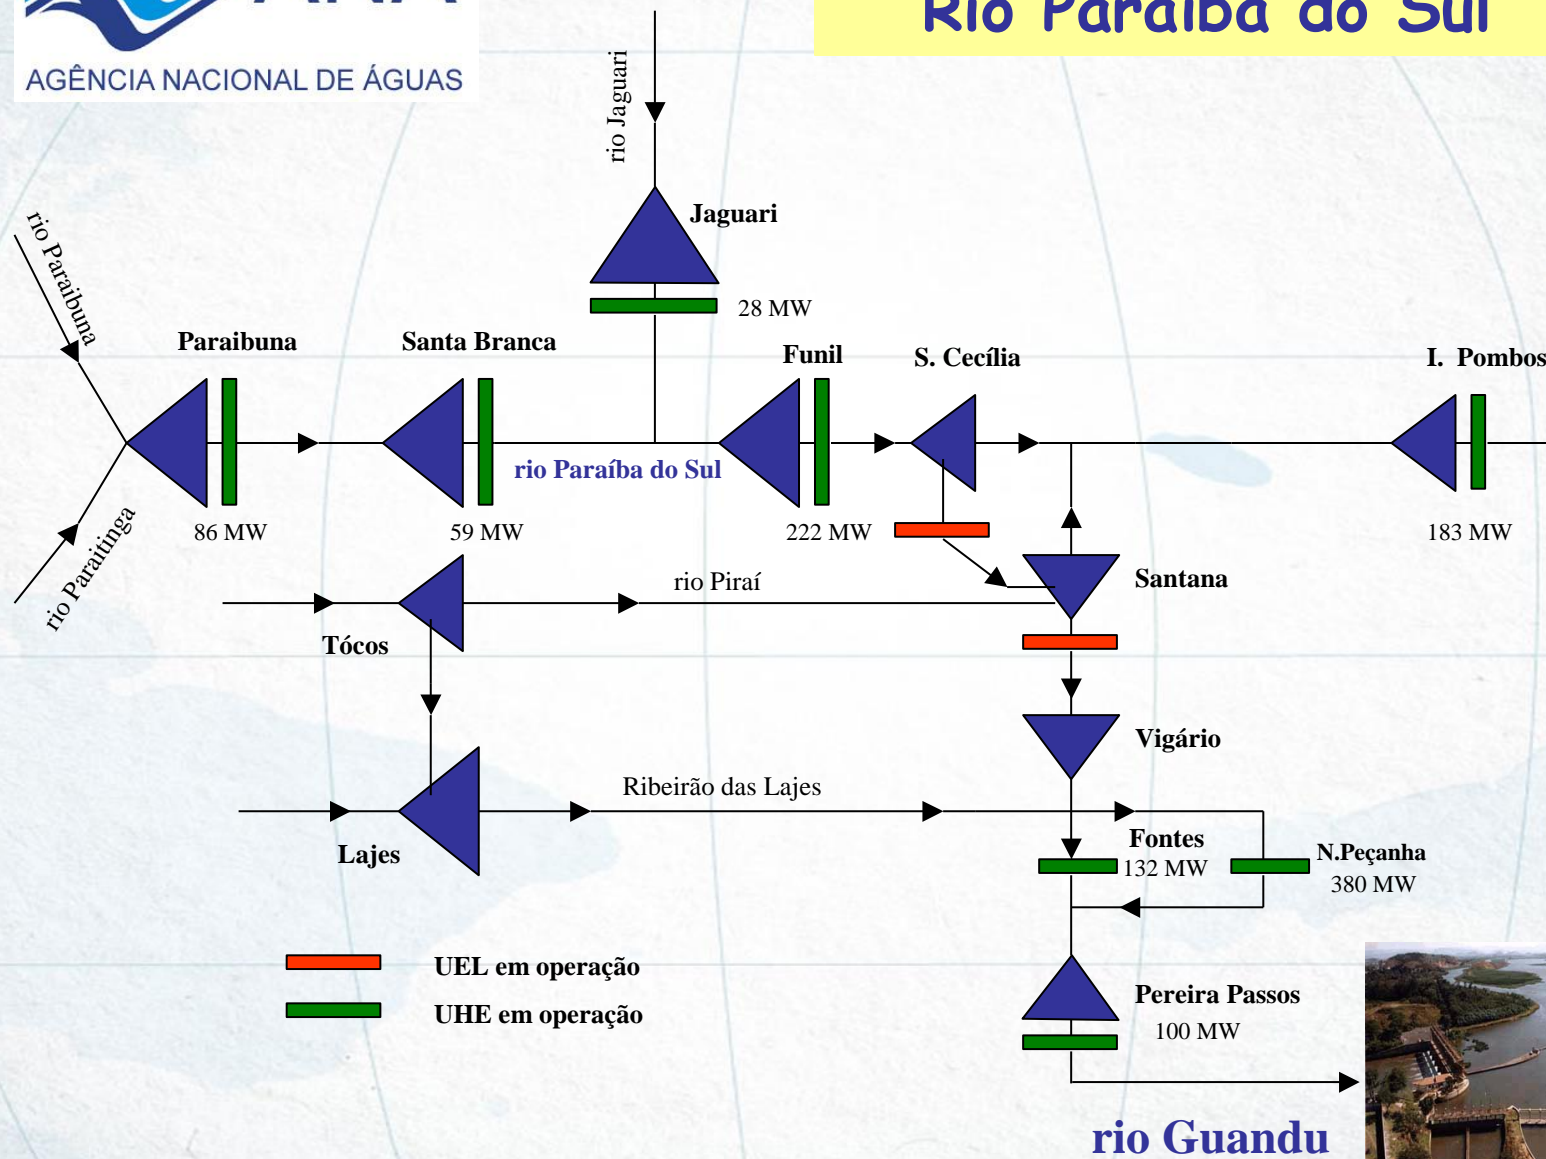 ANA
AGÊNCIA NACIONAL DE ÁGUAS
Rio Paraíba do Sul
rio Jaguari
Jaguari
28 MW
rio Paraibuna
Paraibuna
Santa Branca
Funil
S. Cecília
I. Pombos
rio Paraíba do Sul
86 MW
59 MW
222 MW
183 MW
rio Paraitinga
rio Piraí
Santana
Tócos
Vigário
Ribeirão das Lajes
Lajes
Fontes
132 MW
N.Peçanha
380 MW
UEL em operação
UHE em operação
Pereira Passos
100 MW
rio Guandu